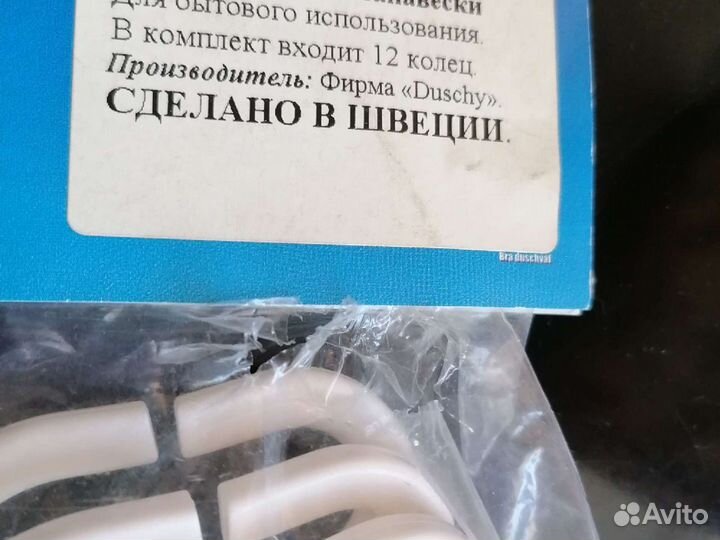 Для бытового использования.
В комплект входит 12 колец.
Производитель: Фирма «Duschy».
СДЕЛАНО В ШВЕЦИИ.
Bra duschval
Avito